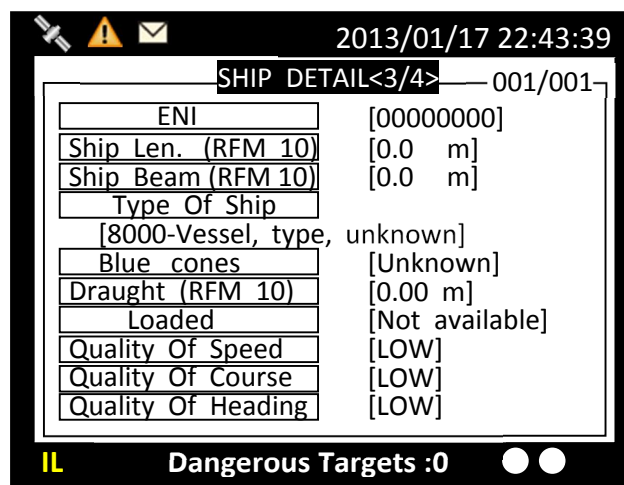 2013/01/17 22:43:39
SHIP DETAIL<3/4> 001/001
ENI [00000000]
Ship Len. (RFM 10) [0.0 m]
Ship Beam (RFM 10) [0.0 m]
Type Of Ship
[8000-Vessel, type, unknown]
Blue cones [Unknown]
Draught (RFM 10) [0.00 m]
Loaded [Not available]
Quality Of Speed [LOW]
Quality Of Course [LOW]
Quality Of Heading [LOW]
IL Dangerous Targets :0